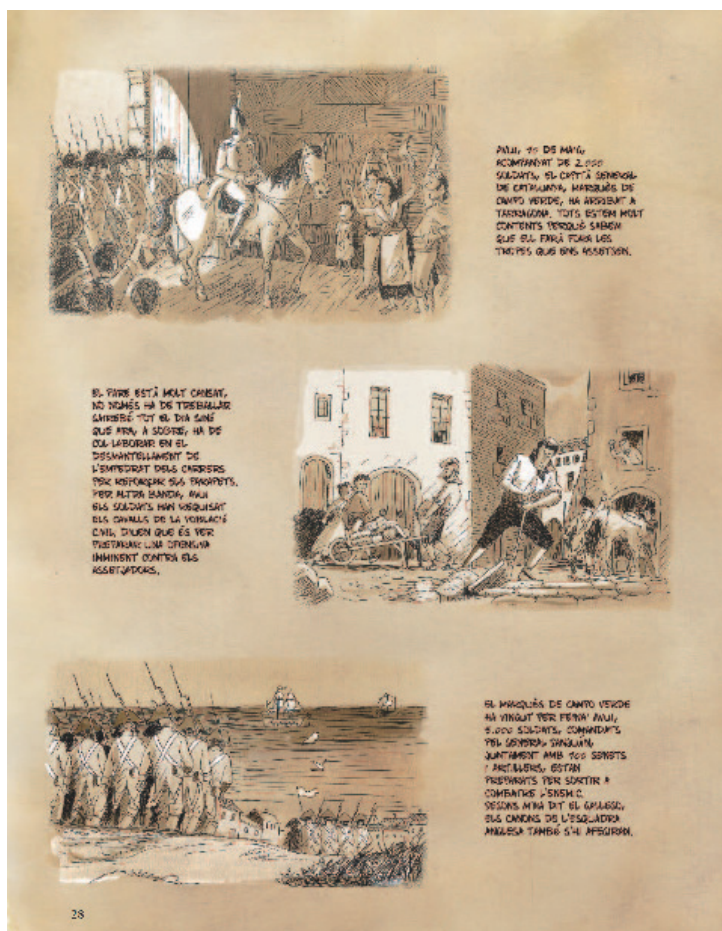 AVUI, 10 DE MAIG,
ACOMPANYAT DE 2.000
SOLDATS, EL CAPITÀ GENERAL
DE CATALUNYA, MARQUÈS DE
CAMPO VERDE, HA ARRIBAT A
TARRAGONA. TOTS ESTEM MOLT
CONTENTS PERQUÈ SABEM
QUE ELL FARÀ FORA LES
TROPES QUE ENS ASSETGEN.
EL PARE ESTÀ MOLT CANSAT,
NO NOMÉS HA DE TREBALLAR
GAIREBÉ TOT EL DIA SINÓ
QUE ARA, A SOBRE, HA DE
COL·LABORAR EN EL
DESMANTELLAMENT DE
L'EMPEDRAT DELS CARRERS
PER REFORÇAR ELS PARAPETS.
PER ALTRA BANDA, AVUI
ELS SOLDATS HAN REQUISAT
ELS CAVALLS DE LA POBLACIÓ
CIVIL, DIUEN QUE ÉS PER
PREPARAR UNA OFENSIVA
IMMINENT CONTRA ELS
ASSETJADORS.
EL MARQUÈS DE CAMPO VERDE
HA VINGUT PER FEINA! AVUI,
5.000 SOLDATS, COMANDATS
PEL GENERAL
JUNTAMENT AMB 100 GENETS
I ARTILLERS, ESTAN
PREPARATS PER SORTIR A
COMBATRE L'ENEMIC.
SEGONS M'HA DIT EL GALLEGO,
ELS CANONS DE L'ESQUADRA
ANGLESA TAMBÉ S'HI AFEGIRAN.
28